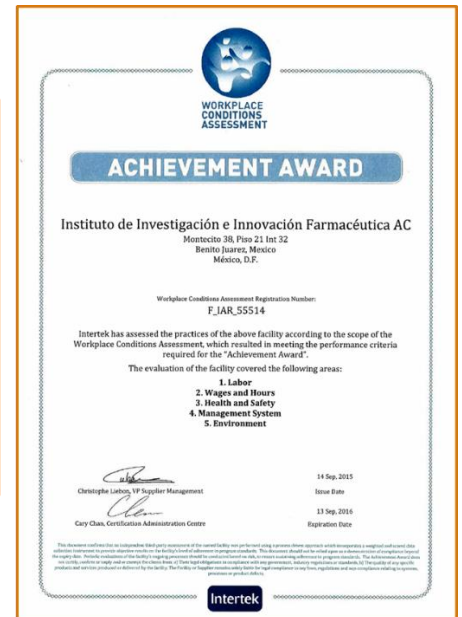 WORKPLACE
CONDITIONS
ASSESSMENT
ACHIEVEMENT AWARD
Instituto de Investigación e Innovación Farmacéutica AC
Montecito 38, Piso 21 Int 32
Benito Juarez, Mexico
México, D.F.
Workplace Conditions Assessment Registration Number:
F_IAR_55514
Intertek has assessed the practices of the above facility according to the scope of the
Workplace Conditions Assessment, which resulted in meeting the performance criteria
required for the "Achievement Award".
The evaluation of the facility covered the following areas:
1. Labor
2. Wages and Hours
3. Health and Safety
4. Management System
5. Environment
14 Sep, 2015
Christophe Liebon, VP Supplier Management
Issue Date
13 Sep, 2016
Cary Chan, Certification Administration Centre
Expiration Date
Intertek